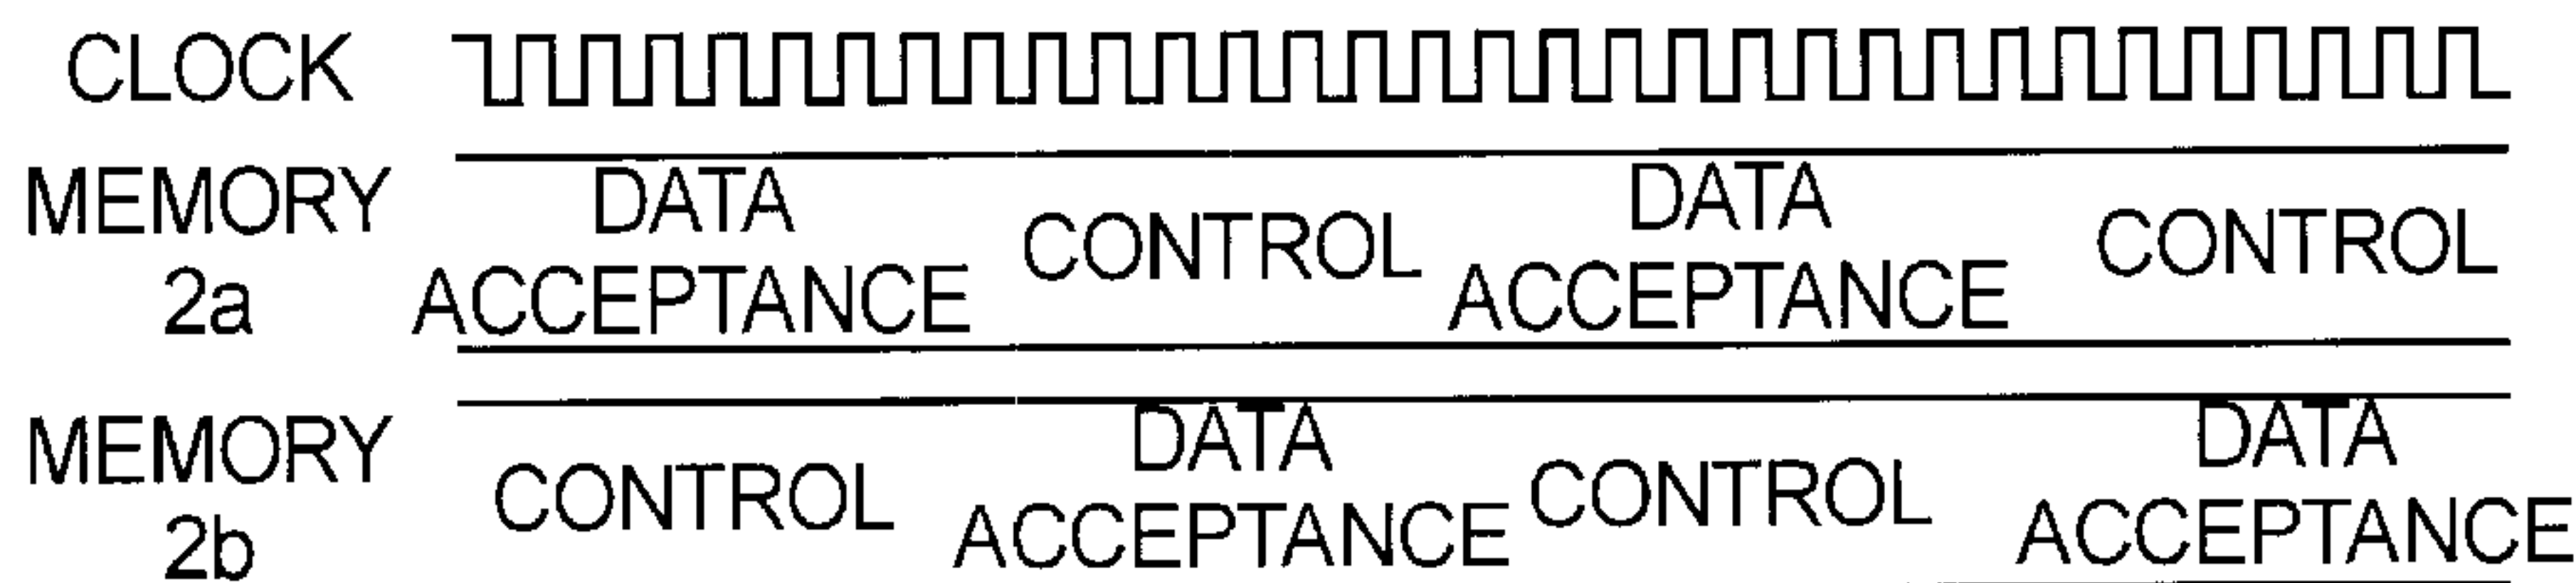 CLOCK
MEMORY
2a
DATA
ACCEPTANCE
CONTROL
DATA
ACCEPTANCE
CONTROL
MEMORY
2b
CONTROL
DATA
ACCEPTANCE
CONTROL
DATA
ACCEPTANCE